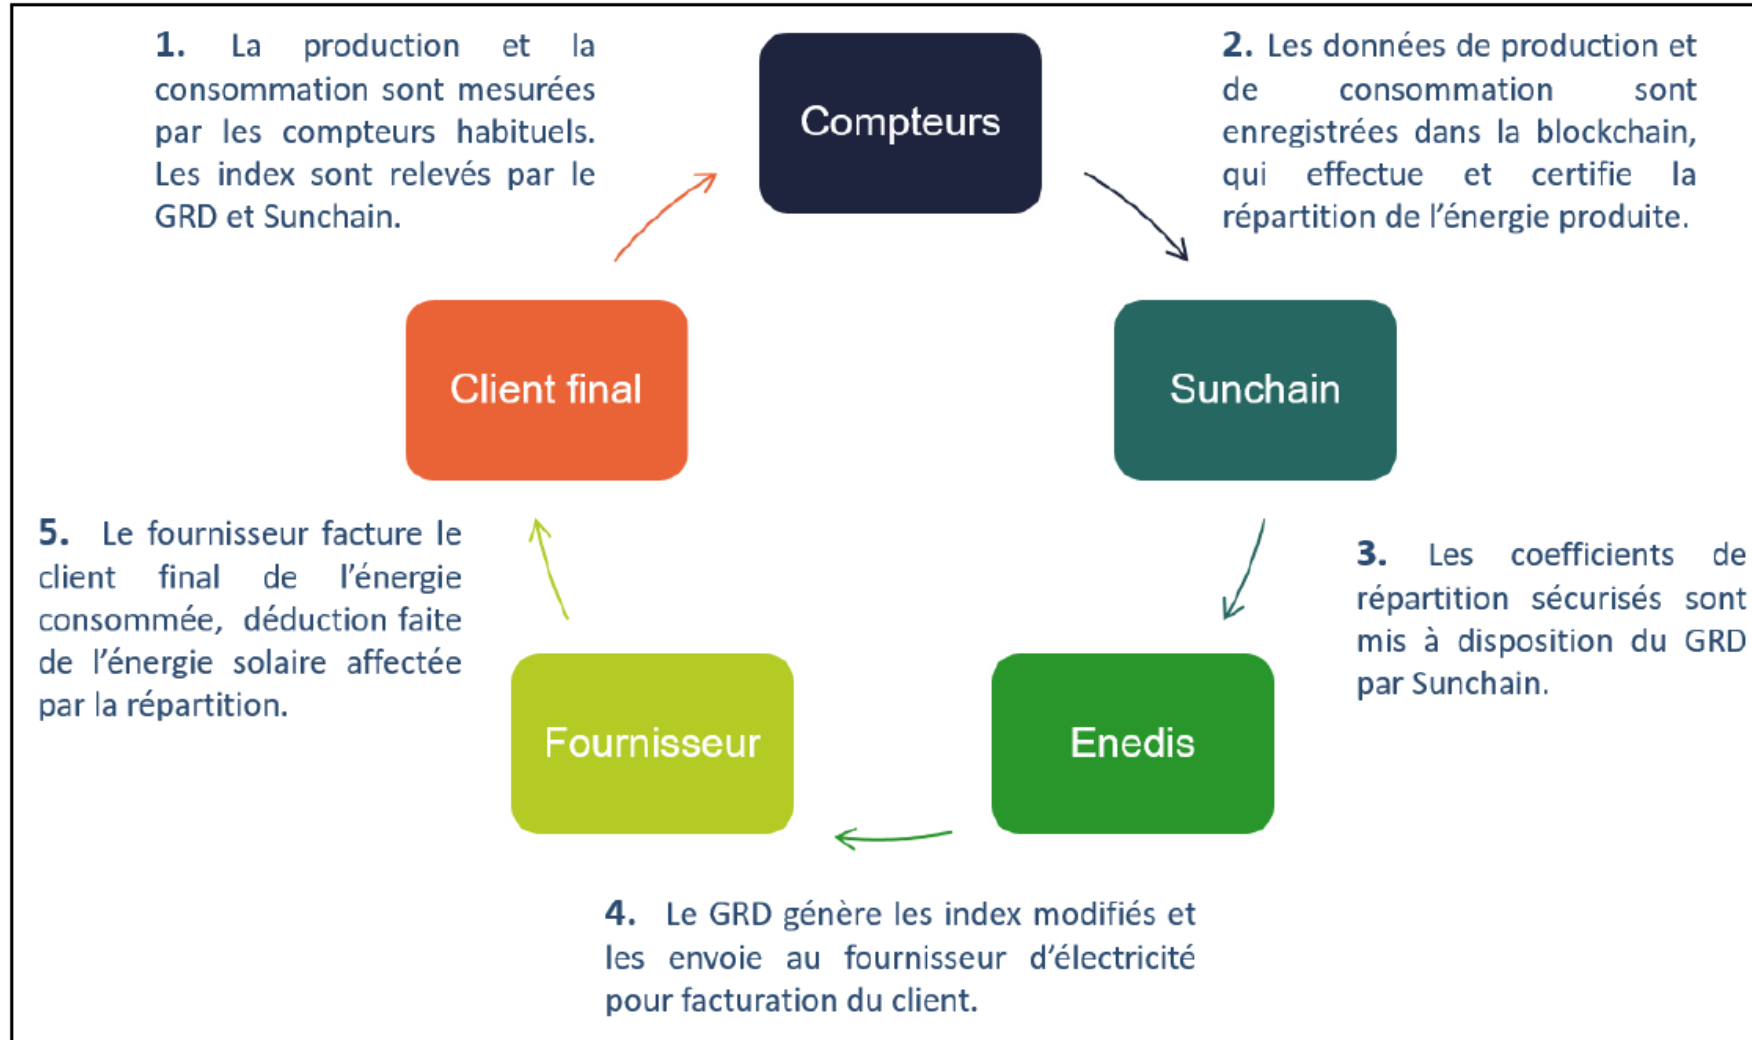 1. La production et la
consommation sont mesurées
par les compteurs habituels.
Les index sont relevés par le
GRD et Sunchain.
Compteurs
2. Les données de production et
de consommation sont
enregistrées dans la blockchain,
qui effectue et certifie la
répartition de l'énergie produite.
Client final
Sunchain
5. Le fournisseur facture le
client final de l'énergie
consommée, déduction faite
de l'énergie solaire affectée
par la répartition.
3. Les coefficients de
répartition sécurisés sont
mis à disposition du GRD
par Sunchain.
Fournisseur
Enedis
4. Le GRD génère les index modifiés et
les envoie au fournisseur d'électricité
pour facturation du client.